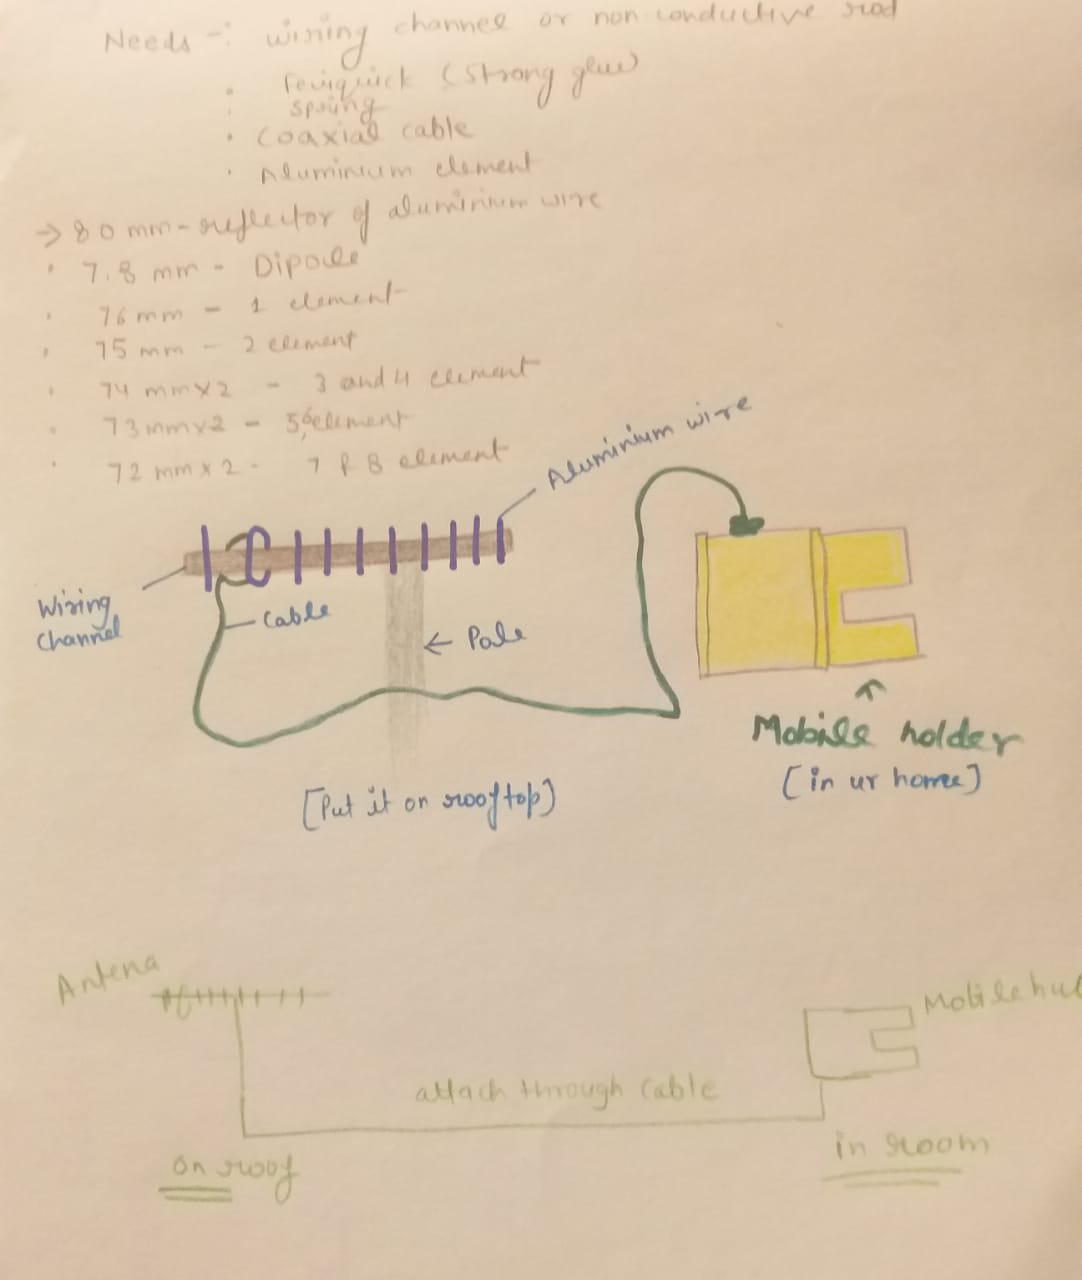 Needs -: wiring channel or non conductive rod
• Feviquick (Strong glue)
spring
• Coaxial cable
• Aluminium element
→ 80 mm - reflector of aluminium wire
• 7.8 mm - Dipole
• 76 mm - 1 element
• 75 mm - 2 element
• 74 mm x 2 - 3 and 4 element
• 73 mm x 2 - 5,6 element
• 72 mm x 2 - 7 & 8 element
Aluminium wire
Wiring
channel
Cable
← Pole
Mobile holder
[in ur home]
[Put it on rooftop]
Antena
Mobile
attach through cable
in room
on roof